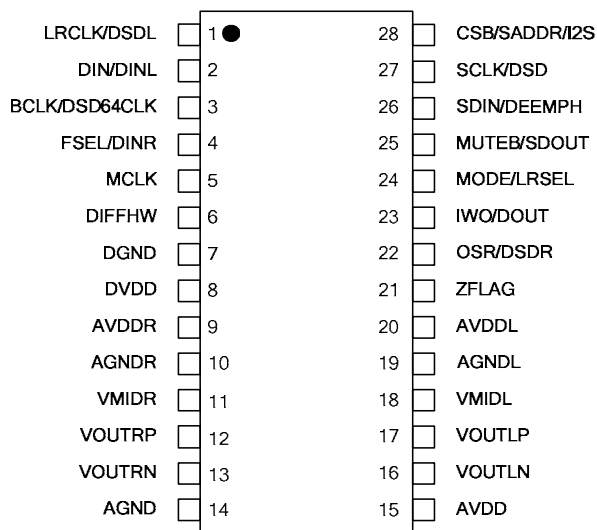 LRCLK/DSDL 1 28 CSB/SADDR/I2S
DIN/DINL 2 27 SCLK/DSD
BCLK/DSD64CLK 3 26 SDIN/DEEMPH
FSEL/DINR 4 25 MUTEB/SDOUT
MCLK 5 24 MODE/LRSEL
DIFFHW 6 23 IWO/DOUT
DGND 7 22 OSR/DSDR
DVDD 8 21 ZFLAG
AVDDR 9 20 AVDDL
AGNDR 10 19 AGNDL
VMIDR 11 18 VMIDL
VOUTRP 12 17 VOUTLP
VOUTRN 13 16 VOUTLN
AGND 14 15 AVDD